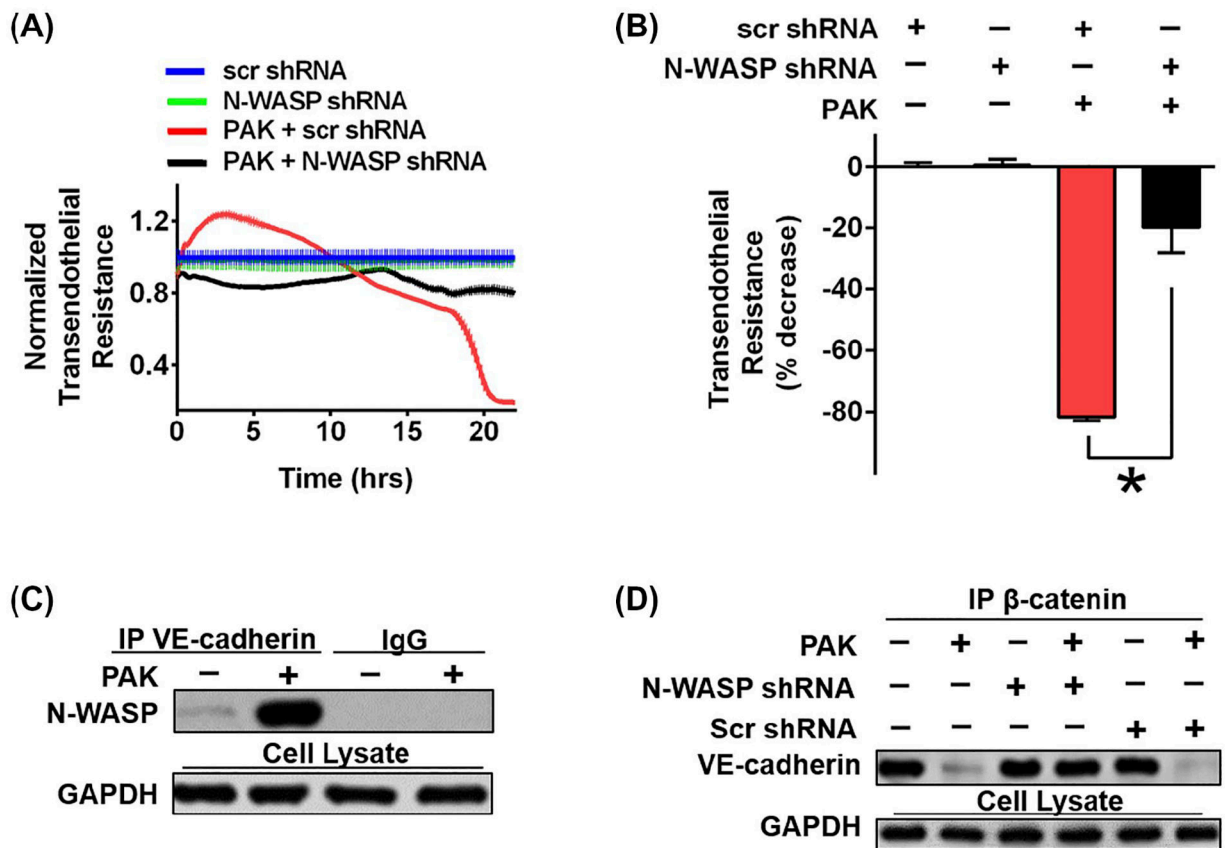 (A)
scr shRNA
N-WASP shRNA
PAK + scr shRNA
PAK + N-WASP shRNA
Normalized
Transendothelial
Resistance
1.2
0.8
0.4
0 5 10 15 20
Time (hrs)
(B)
scr shRNA + – + –
N-WASP shRNA – + – +
PAK – – + +
Transendothelial
Resistance
(% decrease)
0
-20
-40
-60
-80
*
(C)
IP VE-cadherin IgG
PAK – + – +
N-WASP
Cell Lysate
GAPDH
(D)
IP β-catenin
PAK – + – + – +
N-WASP shRNA – – + + – –
Scr shRNA – – – – + +
VE-cadherin
Cell Lysate
GAPDH